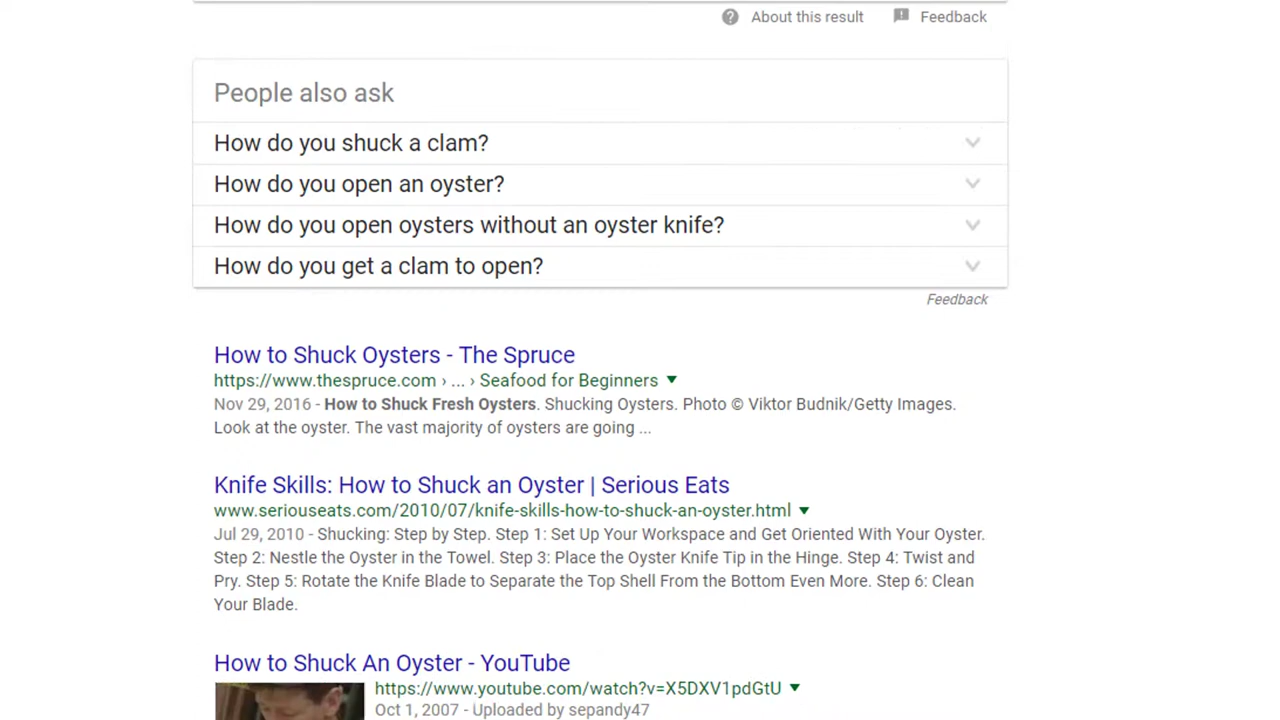 About this result Feedback
People also ask
How do you shuck a clam?
How do you open an oyster?
How do you open oysters without an oyster knife?
How do you get a clam to open?
Feedback
How to Shuck Oysters - The Spruce
https://www.thespruce.com › ... › Seafood for Beginners
Nov 29, 2016 - How to Shuck Fresh Oysters. Shucking Oysters. Photo © Viktor Budnik/Getty Images.
Look at the oyster. The vast majority of oysters are going ...
Knife Skills: How to Shuck an Oyster | Serious Eats
www.seriouseats.com/2010/07/knife-skills-how-to-shuck-an-oyster.html
Jul 29, 2010 - Shucking: Step by Step. Step 1: Set Up Your Workspace and Get Oriented With Your Oyster.
Step 2: Nestle the Oyster in the Towel. Step 3: Place the Oyster Knife Tip in the Hinge. Step 4: Twist and
Pry. Step 5: Rotate the Knife Blade to Separate the Top Shell From the Bottom Even More. Step 6: Clean
Your Blade.
How to Shuck An Oyster - YouTube
https://www.youtube.com/watch?v=X5DXV1pdGtU
Oct 1, 2007 - Uploaded by sepandy47